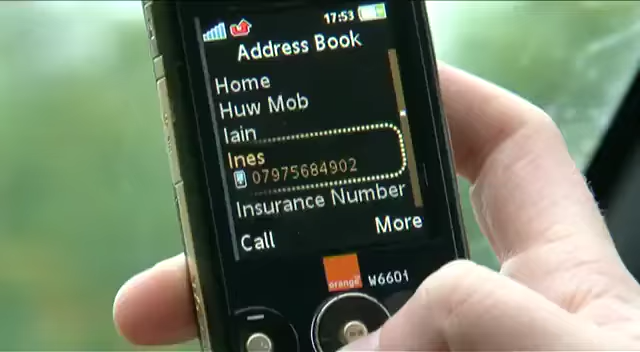 17:53
Address Book
Home
Huw Mob
Iain
Ines
07975684902
Insurance Number
Call
More
orange
W660i